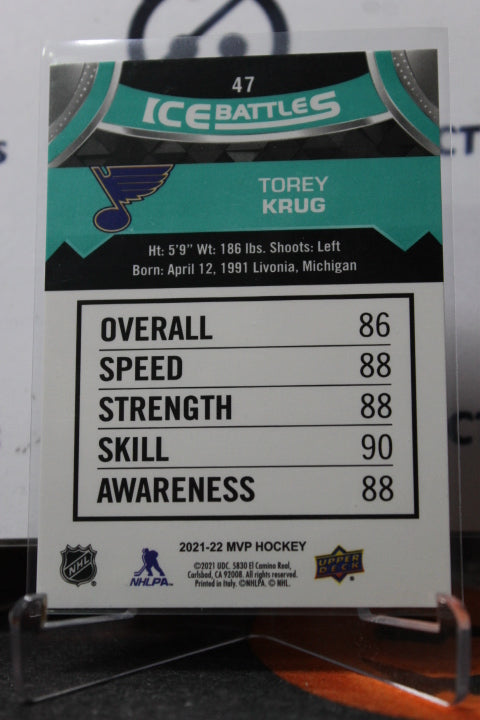 47
ICE BATTLES
TOREY
KRUG
Ht: 5'9" Wt: 186 lbs. Shoots: Left
Born: April 12, 1991 Livonia, Michigan
OVERALL 86
SPEED 88
STRENGTH 88
SKILL 90
AWARENESS 88
2021-22 MVP HOCKEY
©2021 UDC. 5830 El Camino Real,
Carlsbad, CA 92008. All rights reserved.
Printed in Italy. ©NHLPA. © NHL.
NHL
NHLPA
UPPER
DECK